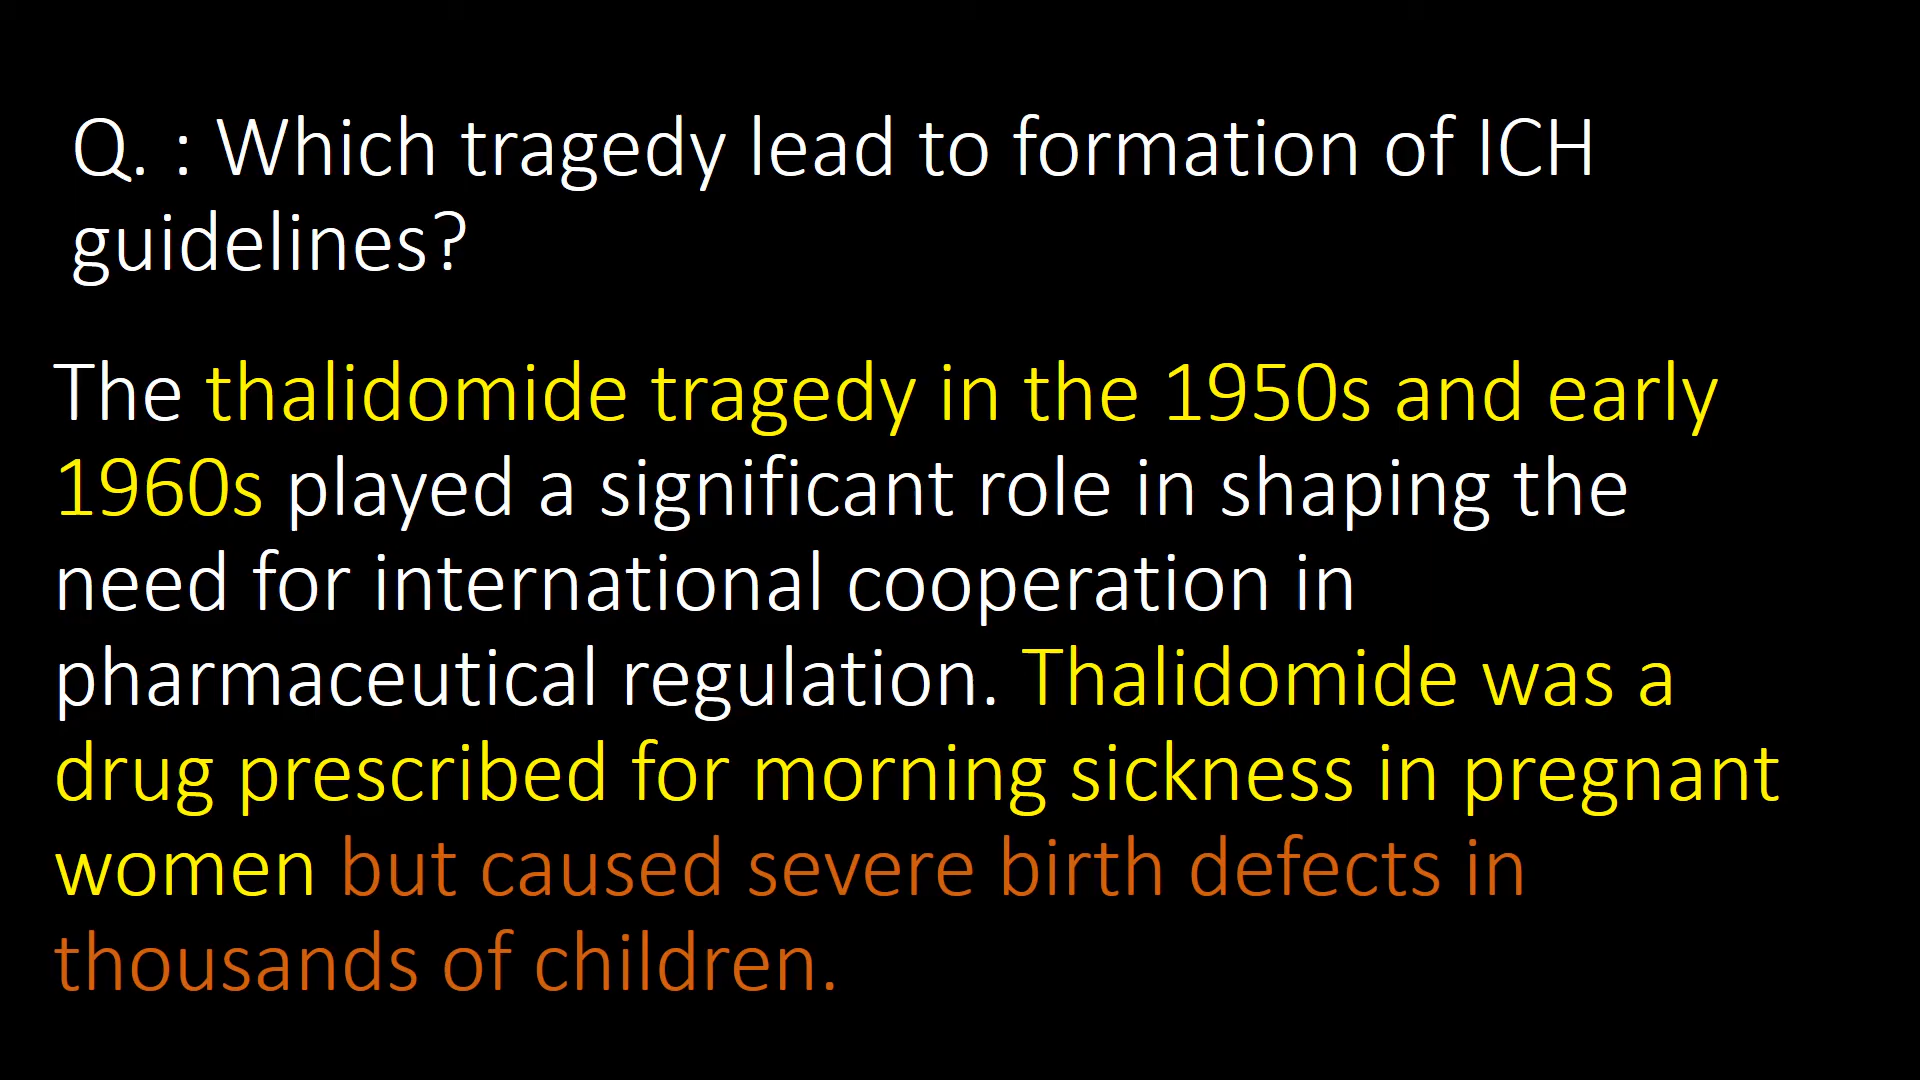 Q. : Which tragedy lead to formation of ICH
guidelines?
The thalidomide tragedy in the 1950s and early
1960s played a significant role in shaping the
need for international cooperation in
pharmaceutical regulation. Thalidomide was a
drug prescribed for morning sickness in pregnant
women but caused severe birth defects in
thousands of children.